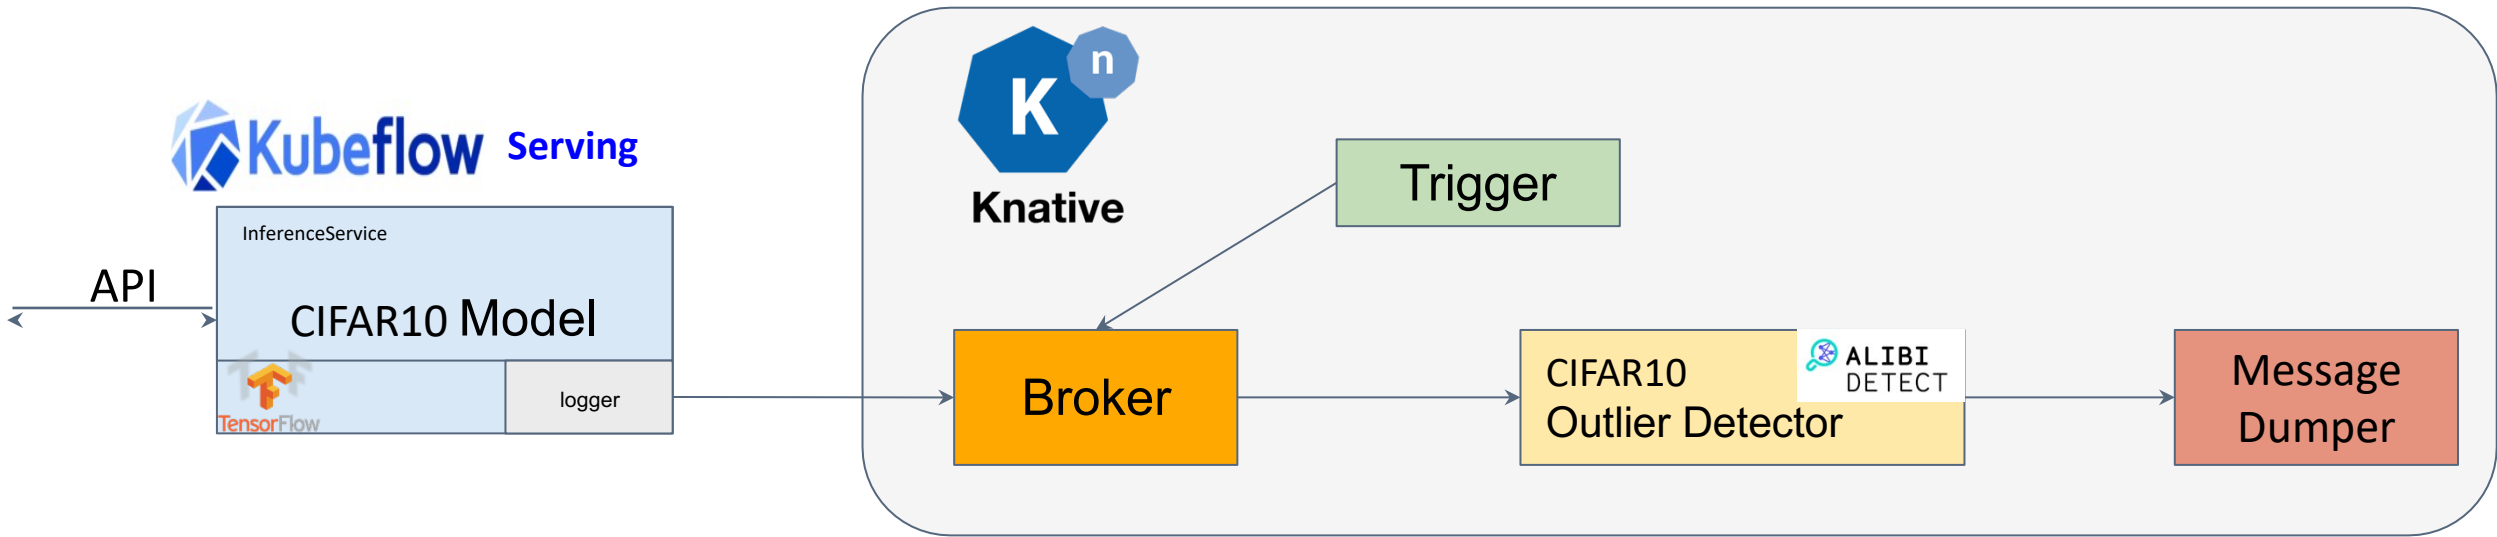 Kubeflow Serving
InferenceService
API
CIFAR10 Model
TensorFlow
logger
K
n
Knative
Trigger
Broker
CIFAR10
Outlier Detector
ALIBI
DETECT
Message
Dumper